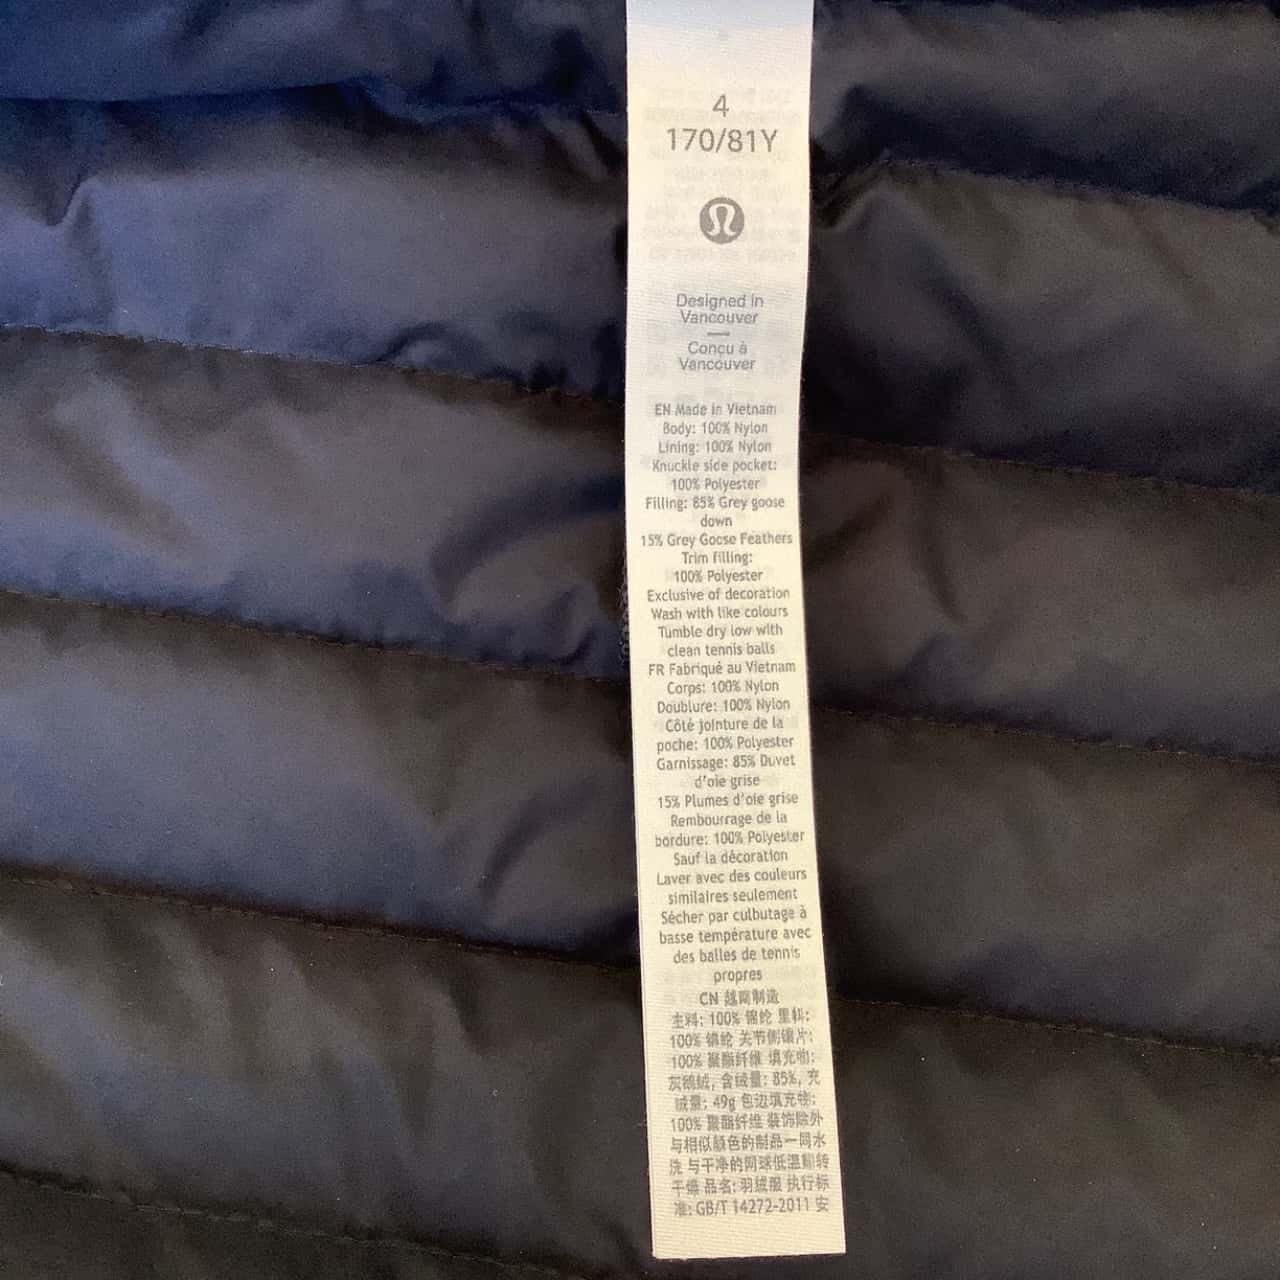 4
170/81Y
Designed in
Vancouver
Conçu à
Vancouver
EN Made in Vietnam
Body: 100% Nylon
Lining: 100% Nylon
Knuckle side pocket:
100% Polyester
Filling: 85% Grey goose
down
15% Grey Goose Feathers
Trim filling:
100% Polyester
Exclusive of decoration
Wash with like colours
Tumble dry low with
clean tennis balls
FR Fabriqué au Vietnam
Corps: 100% Nylon
Doublure: 100% Nylon
Côté jointure de la
poche: 100% Polyester
Garnissage: 85% Duvet
d'oie grise
15% Plumes d'oie grise
Rembourrage de la
bordure: 100% Polyester
Sauf la décoration
Laver avec des couleurs
similaires seulement
Sécher par culbutage à
basse température avec
des balles de tennis
propres
CN 越南制造
主料: 100% 锦纶 里料:
100% 锦纶 关节侧镶片:
100% 聚酯纤维 填充物:
灰鹅绒, 含绒量: 85%, 充
绒量: 49g 包边填充物:
100% 聚酯纤维 装饰除外
与相似颜色的制品一同水
洗 与干净的网球低温翻转
干燥 品名: 羽绒服 执行标
准: GB/T 14272-2011 安